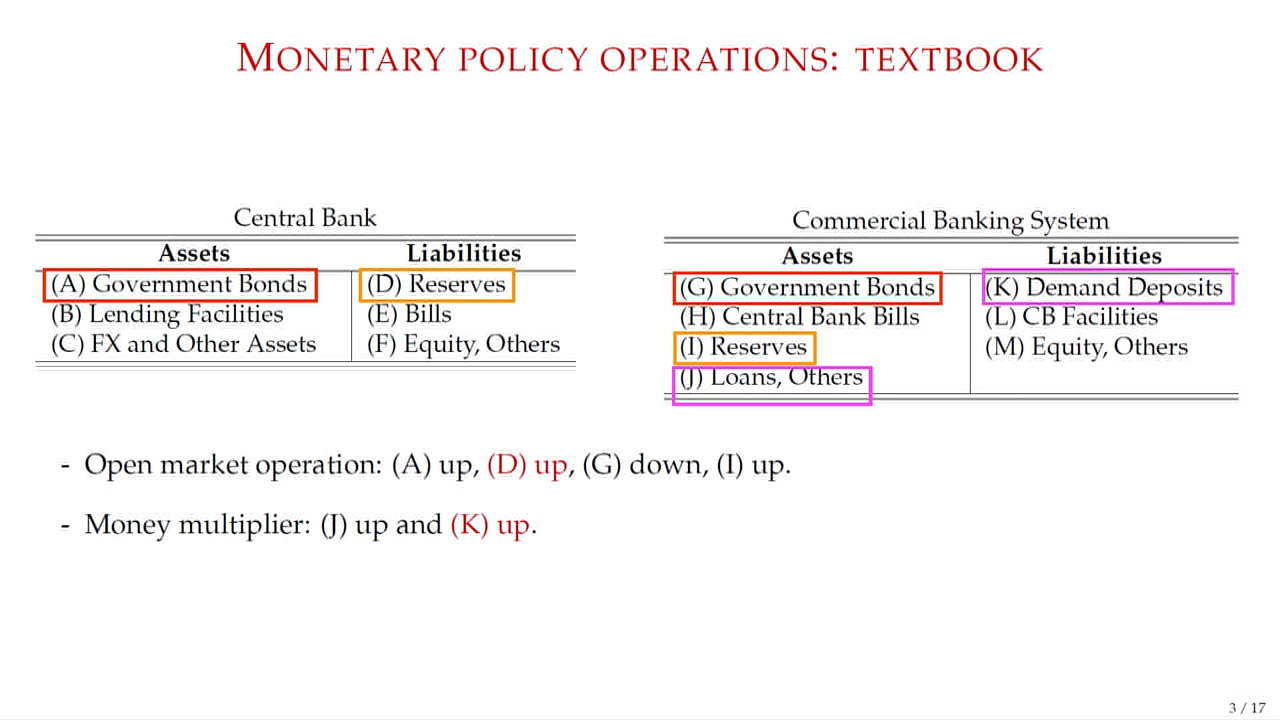 MONETARY POLICY OPERATIONS: TEXTBOOK
Central Bank
Assets Liabilities
(A) Government Bonds (D) Reserves
(B) Lending Facilities (E) Bills
(C) FX and Other Assets (F) Equity, Others
Commercial Banking System
Assets Liabilities
(G) Government Bonds (K) Demand Deposits
(H) Central Bank Bills (L) CB Facilities
(I) Reserves (M) Equity, Others
(J) Loans, Others
- Open market operation: (A) up, (D) up, (G) down, (I) up.
- Money multiplier: (J) up and (K) up.
3 / 17